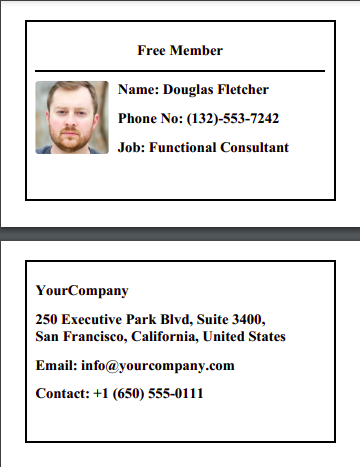 Free Member
Name: Douglas Fletcher
Phone No: (132)-553-7242
Job: Functional Consultant
YourCompany
250 Executive Park Blvd, Suite 3400,
San Francisco, California, United States
Email: info@yourcompany.com
Contact: +1 (650) 555-0111